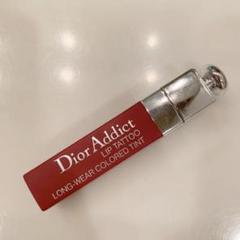 Dior Addict
LIP TATTOO
LONG-WEAR COLORED TINT